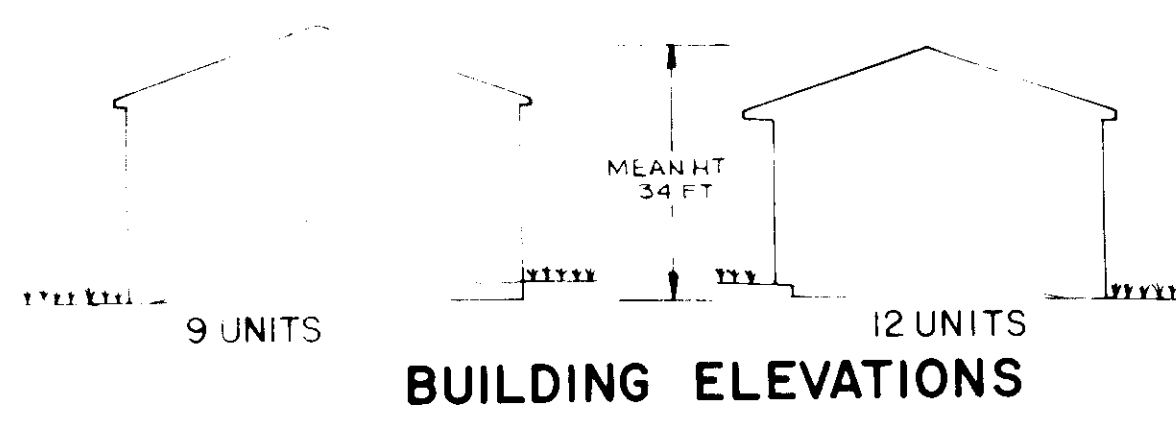 MEAN HT
34 FT
9 UNITS
12 UNITS
BUILDING ELEVATIONS